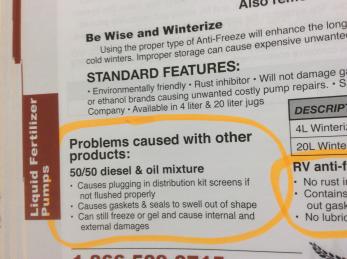 Also rem
Be Wise and Winterize
Using the proper type of Anti-Freeze will enhance the long
cold winters. Improper storage can cause expensive unwante
STANDARD FEATURES:
• Environmentally friendly • Rust inhibitor • Will not damage ga
or ethanol brands causing unwanted costly pump repairs. • S
Company • Available in 4 liter & 20 liter jugs
Liquid Fertilizer
Pumps
Problems caused with other
products:
50/50 diesel & oil mixture
• Causes plugging in distribution kit screens if
not flushed properly
• Causes gaskets & seals to swell out of shape
• Can still freeze or gel and cause internal and
external damages
DESCRIPT
4L Winteri
20L Winte
RV anti-f
• No rust i
• Contains
out gask
• No lubric